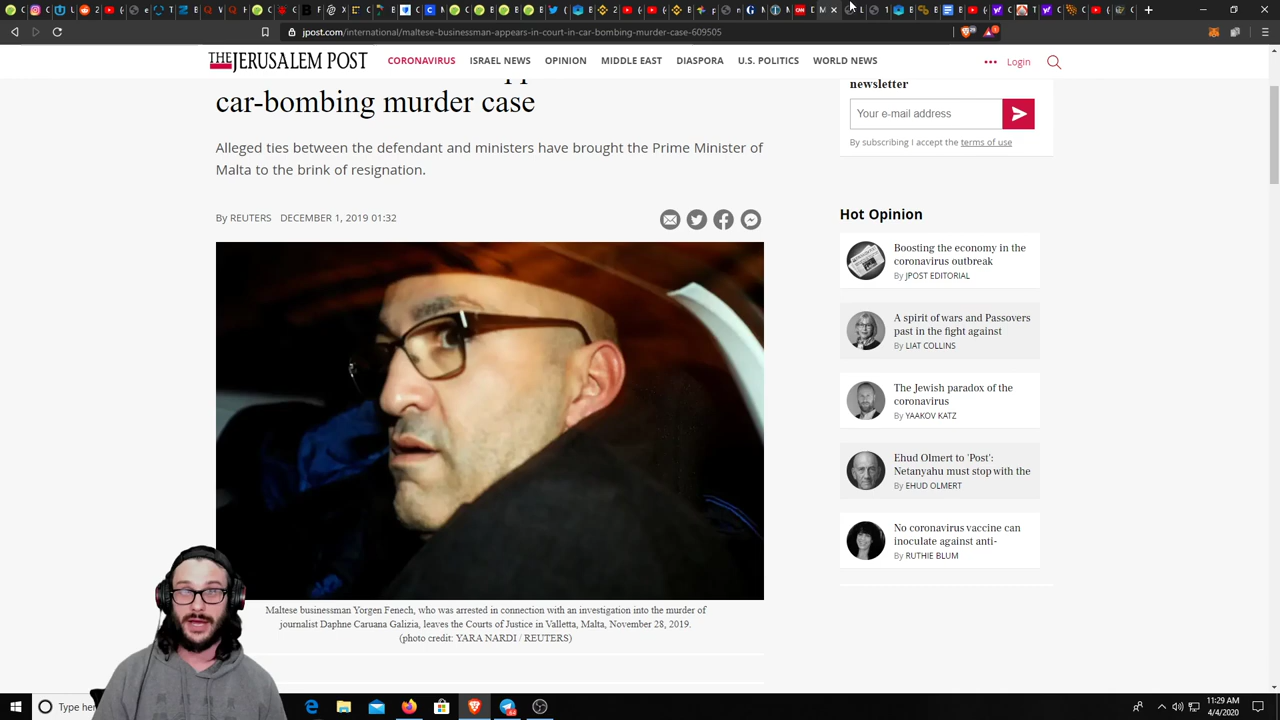 jpost.com/international/maltese-businessman-appears-in-court-in-car-bombing-murder-case-609505
THE JERUSALEM POST
CORONAVIRUS ISRAEL NEWS OPINION MIDDLE EAST DIASPORA U.S. POLITICS WORLD NEWS
Login
car-bombing murder case
Alleged ties between the defendant and ministers have brought the Prime Minister of
Malta to the brink of resignation.
By REUTERS DECEMBER 1, 2019 01:32
Maltese businessman Yorgen Fenech, who was arrested in connection with an investigation into the murder of
journalist Daphne Caruana Galizia, leaves the Courts of Justice in Valletta, Malta, November 28, 2019.
(photo credit: YARA NARDI / REUTERS)
newsletter
Your e-mail address
By subscribing I accept the terms of use
Hot Opinion
Boosting the economy in the
coronavirus outbreak
By JPOST EDITORIAL
A spirit of wars and Passovers
past in the fight against
By LIAT COLLINS
The Jewish paradox of the
coronavirus
By YAAKOV KATZ
Ehud Olmert to 'Post':
Netanyahu must stop with the
By EHUD OLMERT
No coronavirus vaccine can
inoculate against anti-
By RUTHIE BLUM
Type her
11:29 AM
4/4/2020